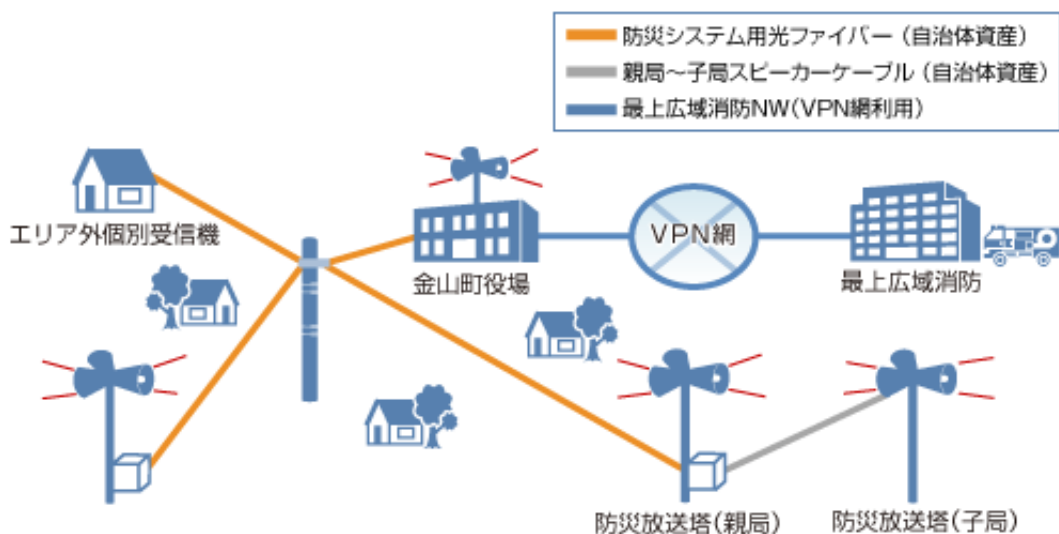 防災システム用光ファイバー（自治体資産）
親局～子局スピーカーケーブル（自治体資産）
最上広域消防NW（VPN網利用）
エリア外個別受信機
金山町役場
VPN網
最上広域消防
防災放送塔（親局）
防災放送塔（子局）